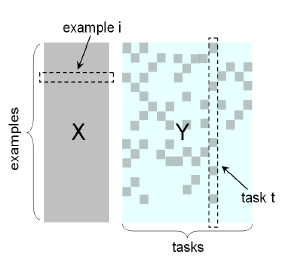 example i
examples
X
Y
task t
tasks